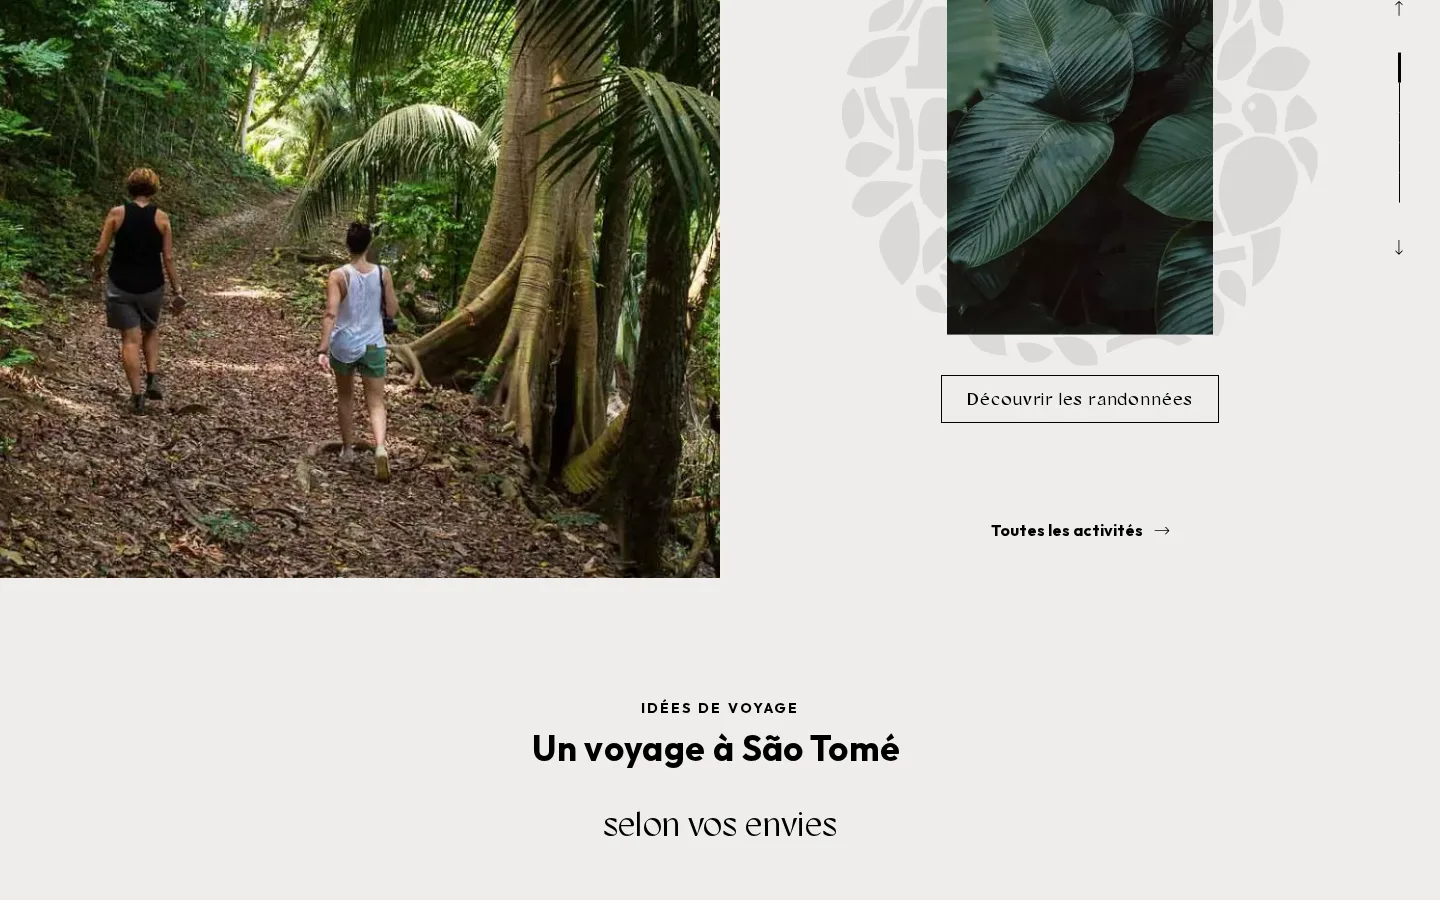 Découvrir les randonnées
Toutes les activités
IDÉES DE VOYAGE
Un voyage à São Tomé
selon vos envies